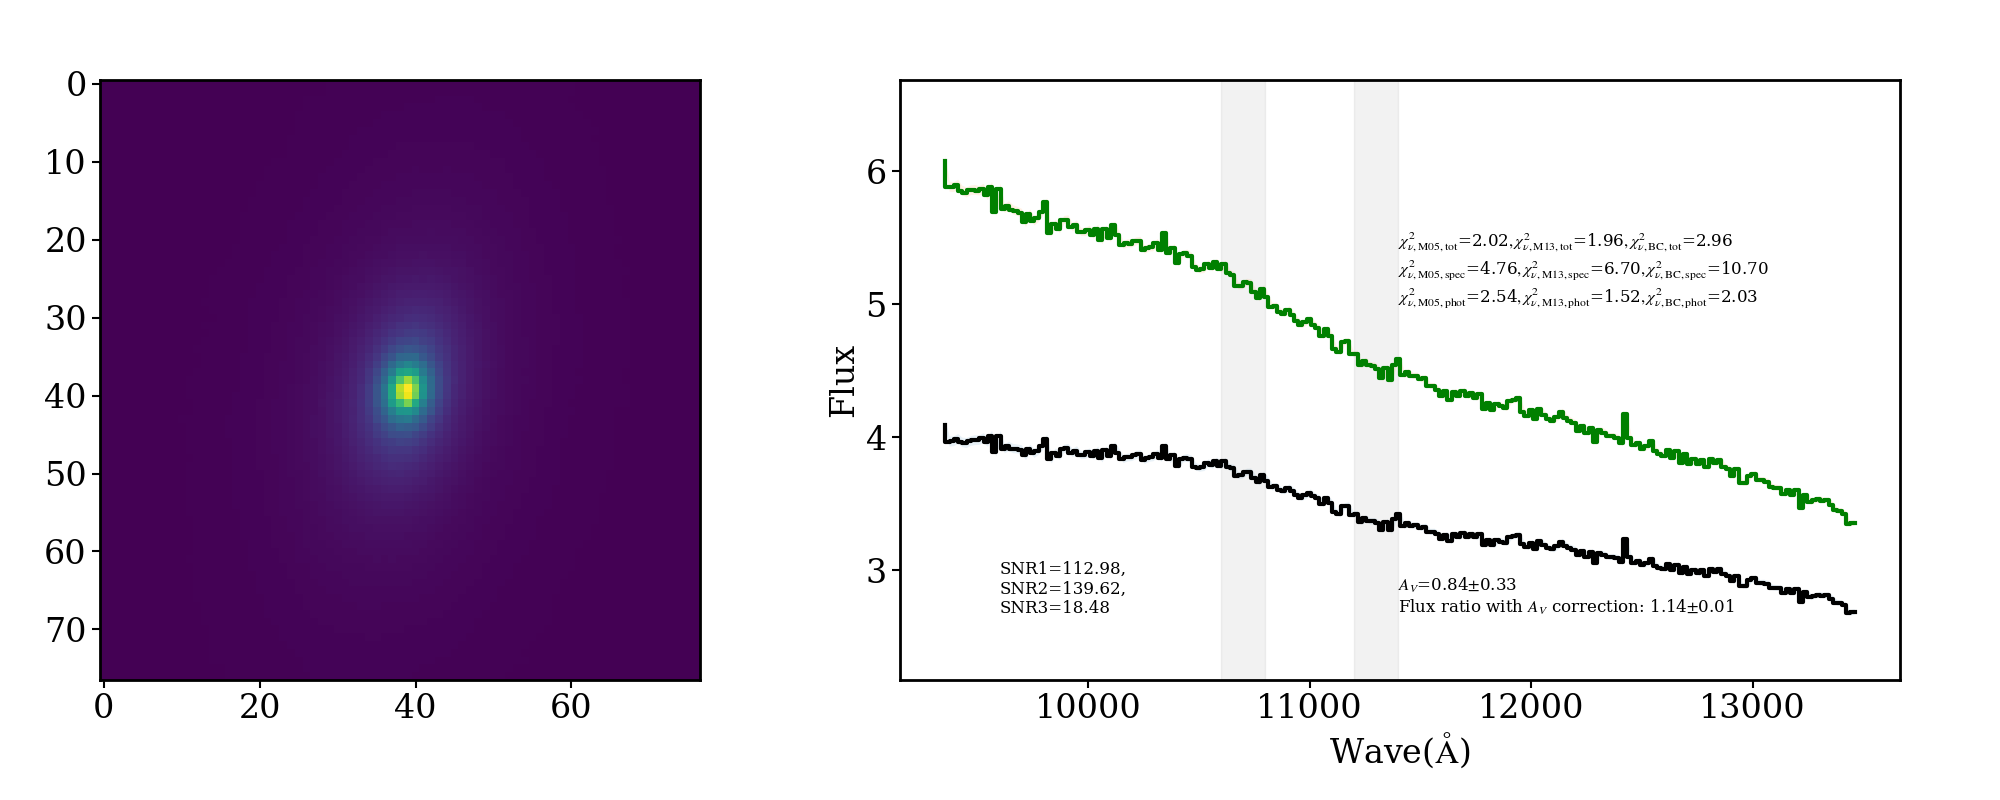 0
10
20
30
40
50
60
70
0 20 40 60
Flux
6
5
4
3
χ²ν,M05,tot=2.02,χ²ν,M13,tot=1.96,χ²ν,BC,tot=2.96
χ²ν,M05,spec=4.76,χ²ν,M13,spec=6.70,χ²ν,BC,spec=10.70
χ²ν,M05,phot=2.54,χ²ν,M13,phot=1.52,χ²ν,BC,phot=2.03
SNR1=112.98,
SNR2=139.62,
SNR3=18.48
AV=0.84±0.33
Flux ratio with AV correction: 1.14±0.01
10000 11000 12000 13000
Wave(Å)